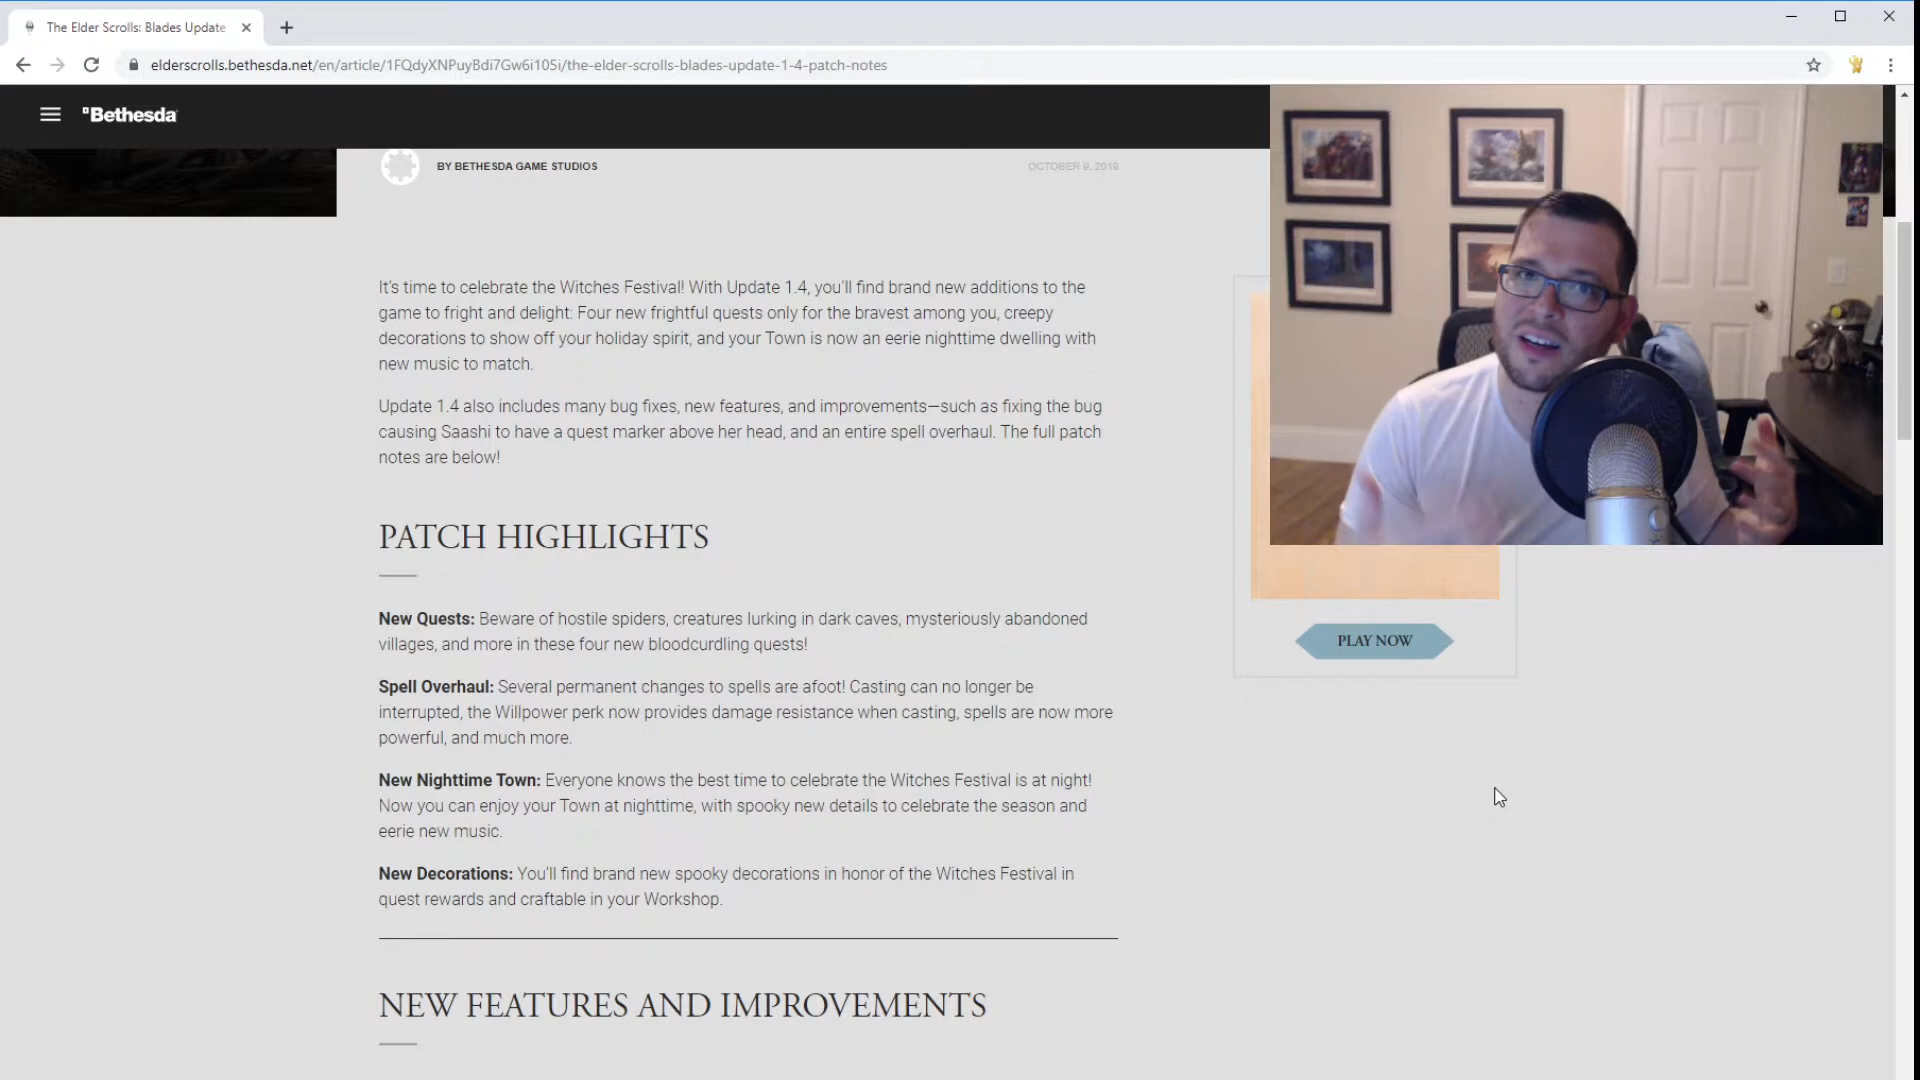 The Elder Scrolls: Blades Update
elderscrolls.bethesda.net/en/article/1FQdyXNPuyBdi7Gw6i105i/the-elder-scrolls-blades-update-1-4-patch-notes
Bethesda
BY BETHESDA GAME STUDIOS
OCTOBER 9, 2019
It's time to celebrate the Witches Festival! With Update 1.4, you'll find brand new additions to the
game to fright and delight: Four new frightful quests only for the bravest among you, creepy
decorations to show off your holiday spirit, and your Town is now an eerie nighttime dwelling with
new music to match.
Update 1.4 also includes many bug fixes, new features, and improvements—such as fixing the bug
causing Saashi to have a quest marker above her head, and an entire spell overhaul. The full patch
notes are below!
PATCH HIGHLIGHTS
New Quests: Beware of hostile spiders, creatures lurking in dark caves, mysteriously abandoned
villages, and more in these four new bloodcurdling quests!
PLAY NOW
Spell Overhaul: Several permanent changes to spells are afoot! Casting can no longer be
interrupted, the Willpower perk now provides damage resistance when casting, spells are now more
powerful, and much more.
New Nighttime Town: Everyone knows the best time to celebrate the Witches Festival is at night!
Now you can enjoy your Town at nighttime, with spooky new details to celebrate the season and
eerie new music.
New Decorations: You'll find brand new spooky decorations in honor of the Witches Festival in
quest rewards and craftable in your Workshop.
NEW FEATURES AND IMPROVEMENTS